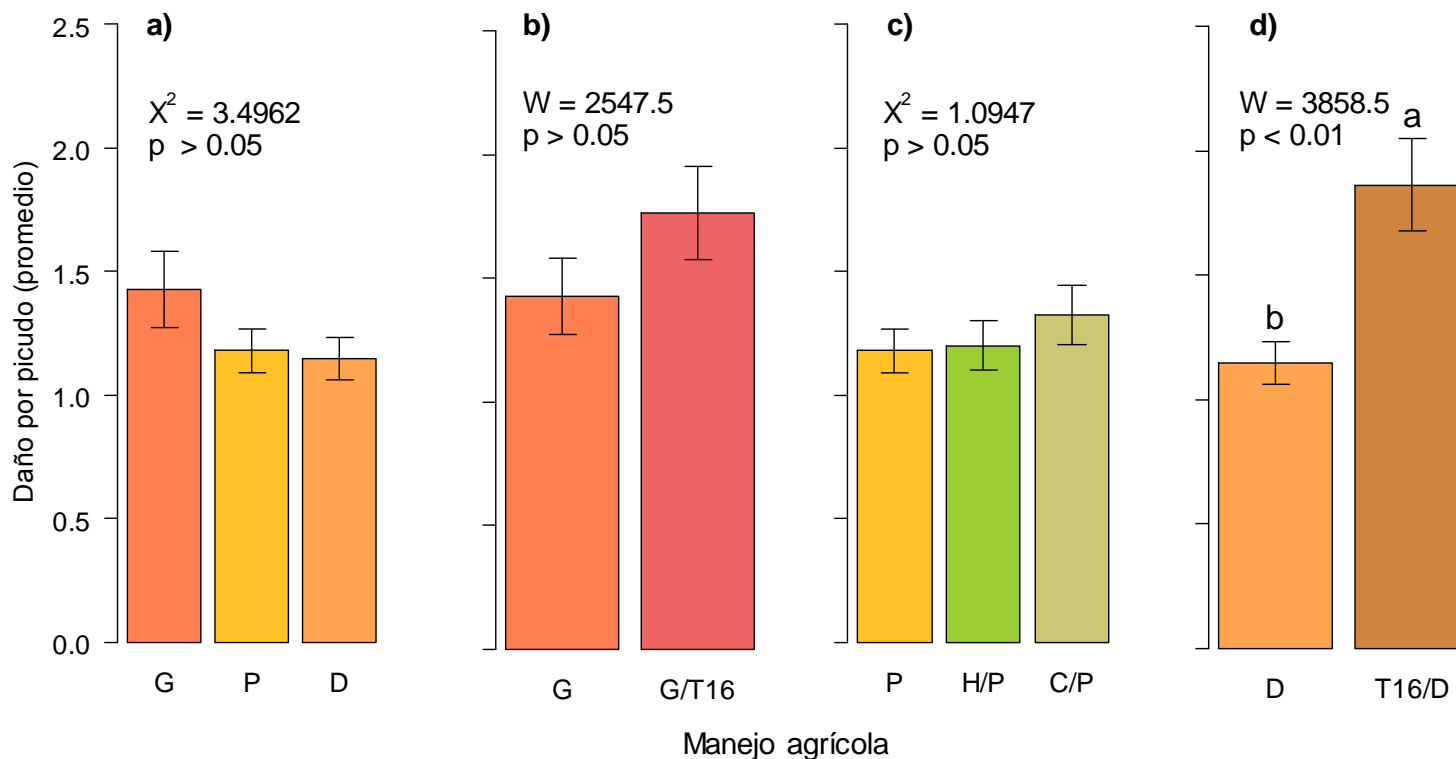 a)
X² = 3.4962
p > 0.05
b)
W = 2547.5
p > 0.05
c)
X² = 1.0947
p > 0.05
d)
W = 3858.5
p < 0.01
a
b
Daño por picudo (promedio)
2.5
2.0
1.5
1.0
0.5
0.0
G P D
G G/T16
P H/P C/P
D T16/D
Manejo agrícola